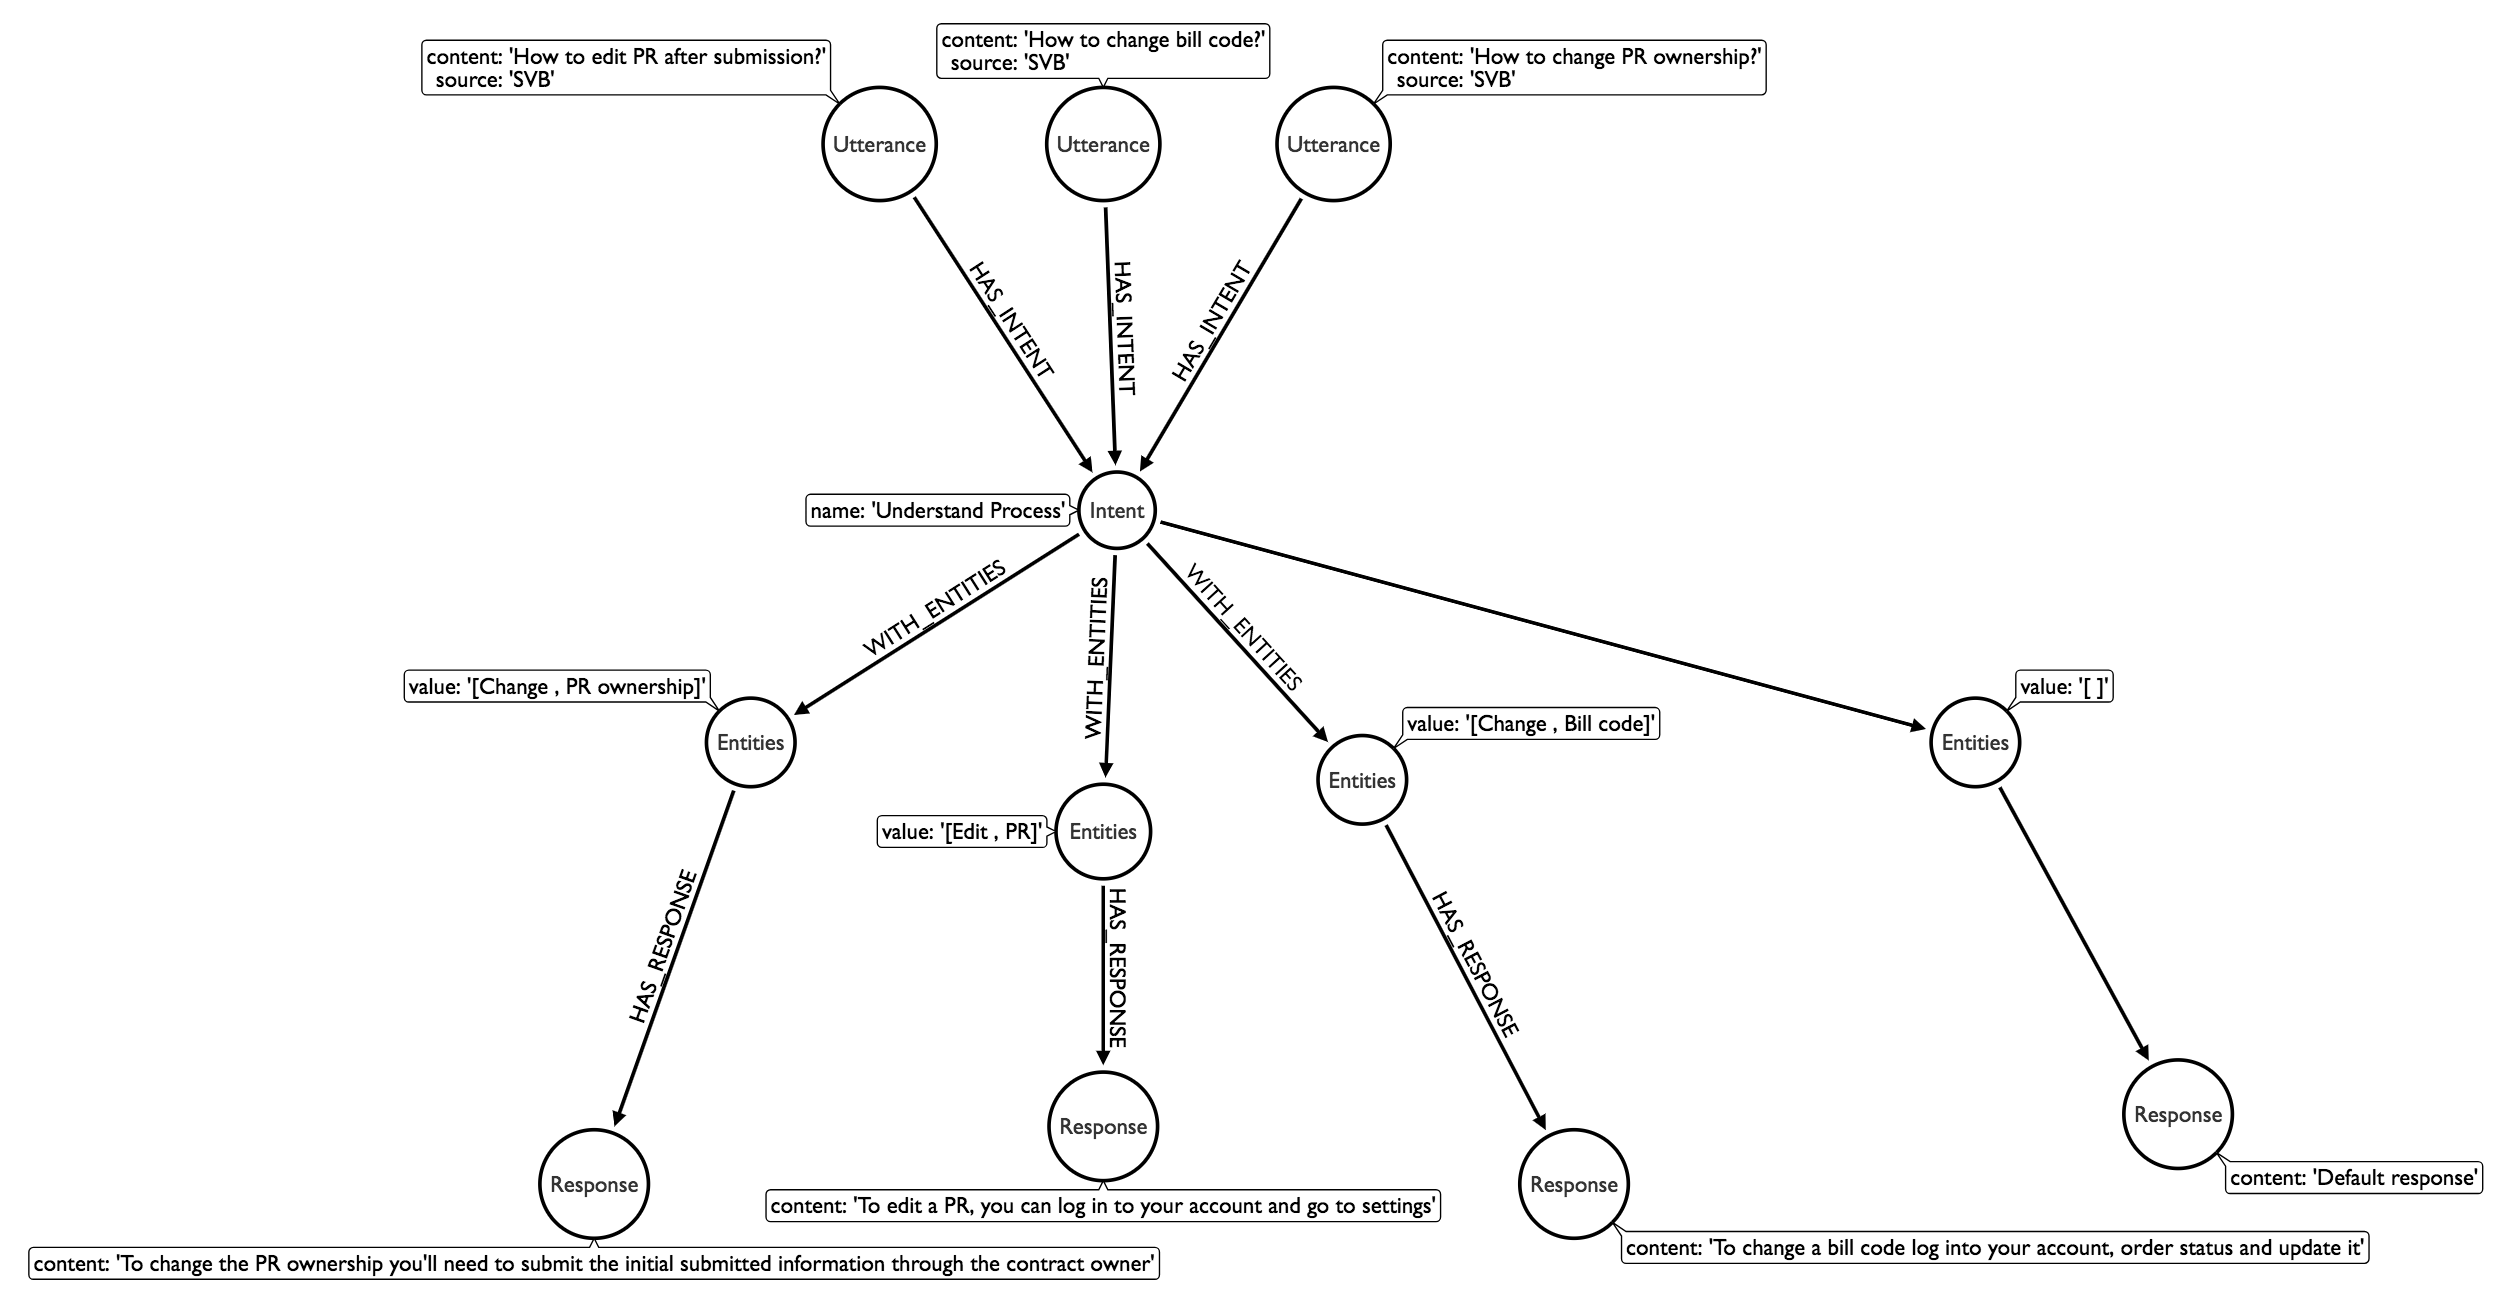 content: 'How to edit PR after submission?'
source: 'SVB'
content: 'How to change bill code?'
source: 'SVB'
content: 'How to change PR ownership?'
source: 'SVB'
Utterance
Utterance
Utterance
HAS_INTENT
HAS_INTENT
HAS_INTENT
name: 'Understand Process'
Intent
WITH_ENTITIES
WITH_ENTITIES
WITH_ENTITIES
value: '[Change , PR ownership]'
Entities
value: '[Edit , PR]'
Entities
value: '[Change , Bill code]'
Entities
value: '[ ]'
Entities
HAS_RESPONSE
HAS_RESPONSE
HAS_RESPONSE
Response
content: 'To change the PR ownership you'll need to submit the initial submitted information through the contract owner'
Response
content: 'To edit a PR, you can log in to your account and go to settings'
Response
content: 'To change a bill code log into your account, order status and update it'
Response
content: 'Default response'